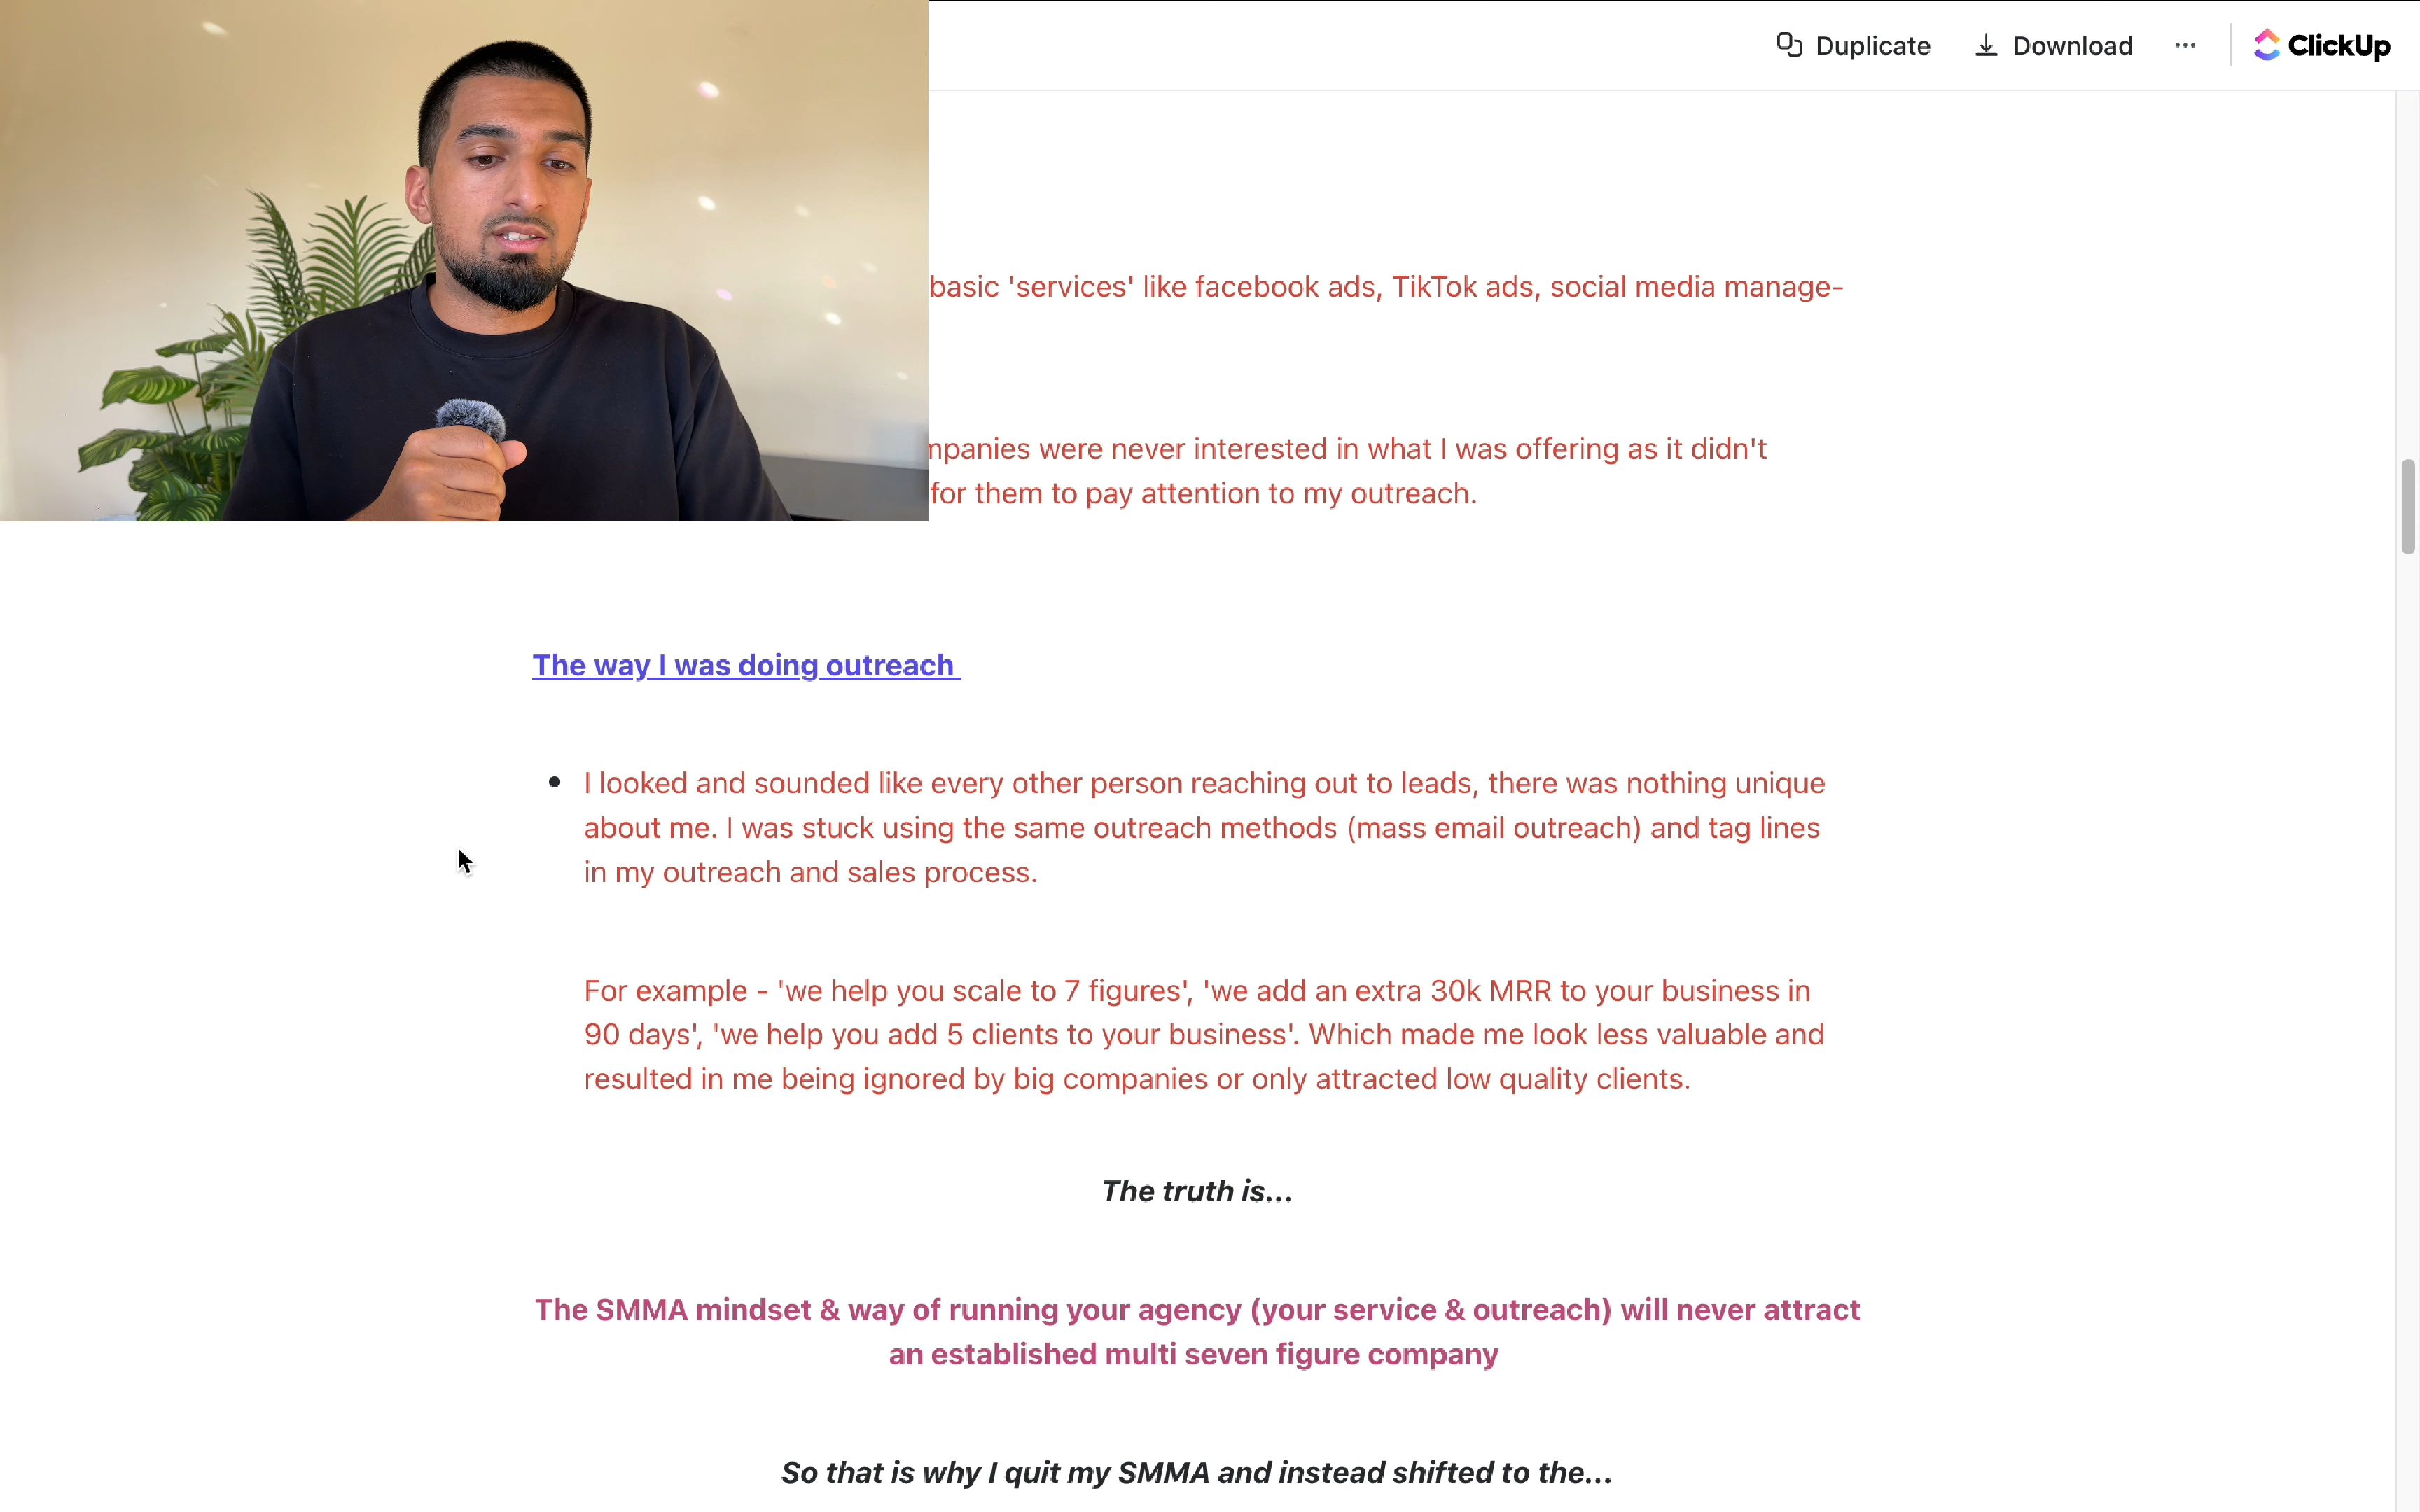 Duplicate Download ... ClickUp
basic 'services' like facebook ads, TikTok ads, social media manage-
companies were never interested in what I was offering as it didn't
for them to pay attention to my outreach.
The way I was doing outreach
• I looked and sounded like every other person reaching out to leads, there was nothing unique
about me. I was stuck using the same outreach methods (mass email outreach) and tag lines
in my outreach and sales process.
For example - 'we help you scale to 7 figures', 'we add an extra 30k MRR to your business in
90 days', 'we help you add 5 clients to your business'. Which made me look less valuable and
resulted in me being ignored by big companies or only attracted low quality clients.
The truth is...
The SMMA mindset & way of running your agency (your service & outreach) will never attract
an established multi seven figure company
So that is why I quit my SMMA and instead shifted to the...